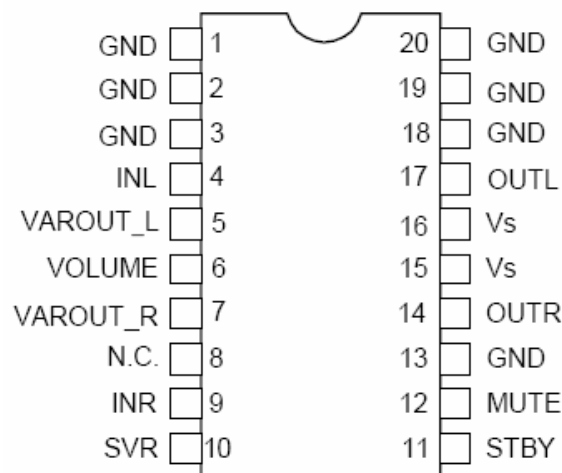 GND 1 20 GND
GND 2 19 GND
GND 3 18 GND
INL 4 17 OUTL
VAROUT_L 5 16 Vs
VOLUME 6 15 Vs
VAROUT_R 7 14 OUTR
N.C. 8 13 GND
INR 9 12 MUTE
SVR 10 11 STBY